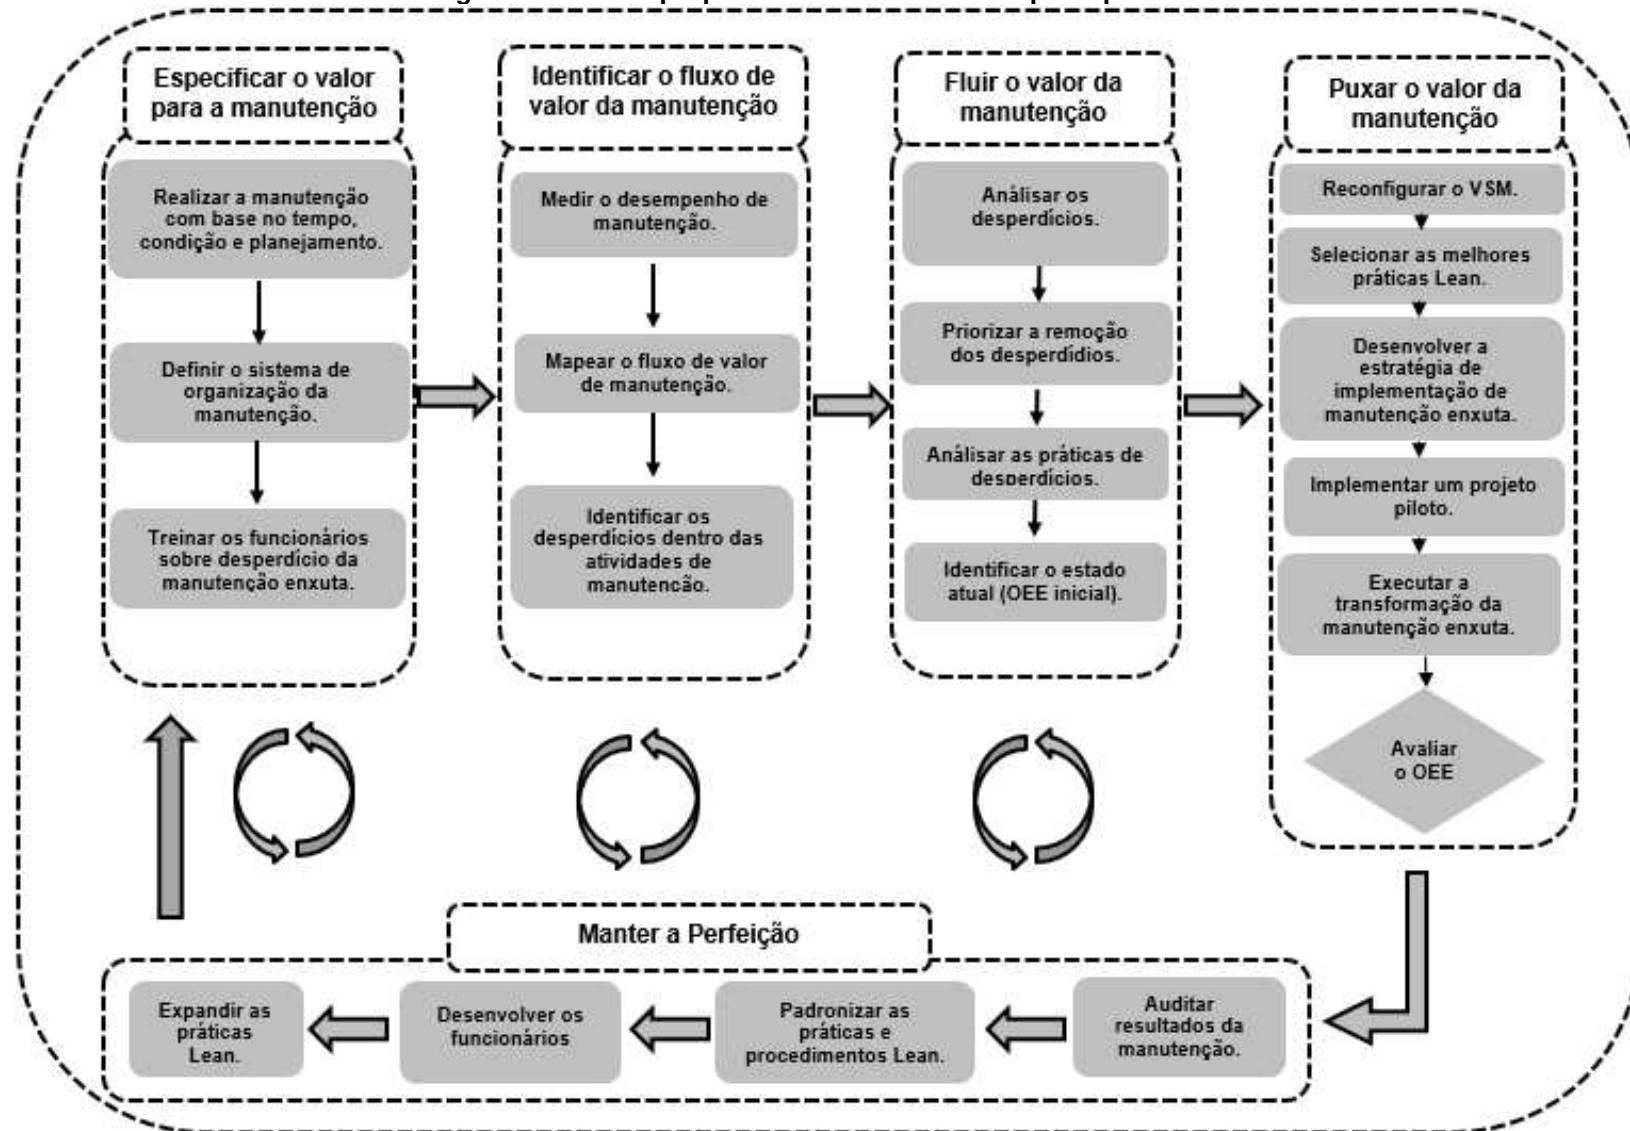 Especificar o valor
para a manutenção
Realizar a manutenção
com base no tempo,
condição e planejamento.
Definir o sistema de
organização da
manutenção.
Treinar os funcionários
sobre desperdício da
manutenção enxuta.
Identificar o fluxo de
valor da manutenção
Medir o desempenho de
manutenção.
Mapear o fluxo de valor
de manutenção.
Identificar os
desperdícios dentro das
atividades de
manutencão.
Fluir o valor da
manutenção
Análisar os
desperdícios.
Priorizar a remoção
dos desperdídios.
Análisar as práticas de
desperdícios.
Identificar o estado
atual (OEE inicial).
Puxar o valor da
manutenção
Reconfigurar o VSM.
Selecionar as melhores
práticas Lean.
Desenvolver a
estratégia de
implementação de
manutenção enxuta.
Implementar um projeto
piloto.
Executar a
transformação da
manutenção enxuta.
Avaliar
o OEE
Manter a Perfeição
Auditar
resultados da
manutenção.
Padronizar as
práticas e
procedimentos Lean.
Desenvolver os
funcionários
Expandir as
práticas
Lean.